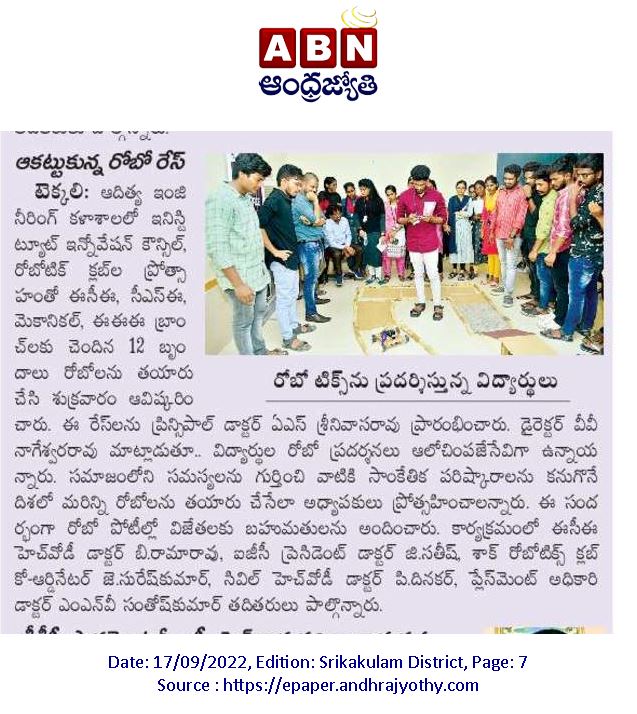 ABN
ఆంధ్రజ్యోతి
ఆకట్టుకున్న రోబో రేస్
టెక్కలి: ఆదిత్య ఇంజి
నీరింగ్ కళాశాలలో ఇనిస్టి
ట్యూట్ ఇన్నోవేషన్ కౌన్సిల్,
రోబోటిక్ క్లబ్‌ల ప్రోత్సా
హంతో ఈసీఈ, సీఎస్ఈ,
మెకానికల్, ఈఈఈ బ్రాం
చ్‌లకు చెందిన 12 బృం
దాలు రోబోలను తయారు
చేసి శుక్రవారం ఆవిష్కరిం
రోబో టిక్స్‌ను ప్రదర్శిస్తున్న విద్యార్థులు
చారు. ఈ రేస్‌లను ప్రిన్సిపాల్ డాక్టర్ ఏఎస్ శ్రీనివాసరావు ప్రారంభించారు. డైరెక్టర్ వీవీ
నాగేశ్వరరావు మాట్లాడుతూ.. విద్యార్థుల రోబో ప్రదర్శనలు ఆలోచింపజేసేవిగా ఉన్నాయ
న్నారు. సమాజంలోని సమస్యలను గుర్తించి వాటికి సాంకేతిక పరిష్కారాలను కనుగొనే
దిశలో మరిన్ని రోబోలను తయారు చేసేలా అధ్యాపకులు ప్రోత్సహించాలన్నారు. ఈ సంద
ర్భంగా రోబో పోటీల్లో విజేతలకు బహుమతులను అందించారు. కార్యక్రమంలో ఈసీఈ
హెచ్‌వోడీ డాక్టర్ బి.రామారావు, ఐజీసీ ప్రెసిడెంట్ డాక్టర్ జి.సతీష్, శాక్ రోబోటిక్స్ క్లబ్
కో-ఆర్డినేటర్ జె.సురేష్‌కుమార్, సివిల్ హెచ్‌వోడీ డాక్టర్ పి.దినకర్, ప్లేస్‌మెంట్ అధికారి
డాక్టర్ ఎంఎన్‌వీ సంతోష్‌కుమార్ తదితరులు పాల్గొన్నారు.
Date: 17/09/2022, Edition: Srikakulam District, Page: 7
Source : https://epaper.andhrajyothy.com